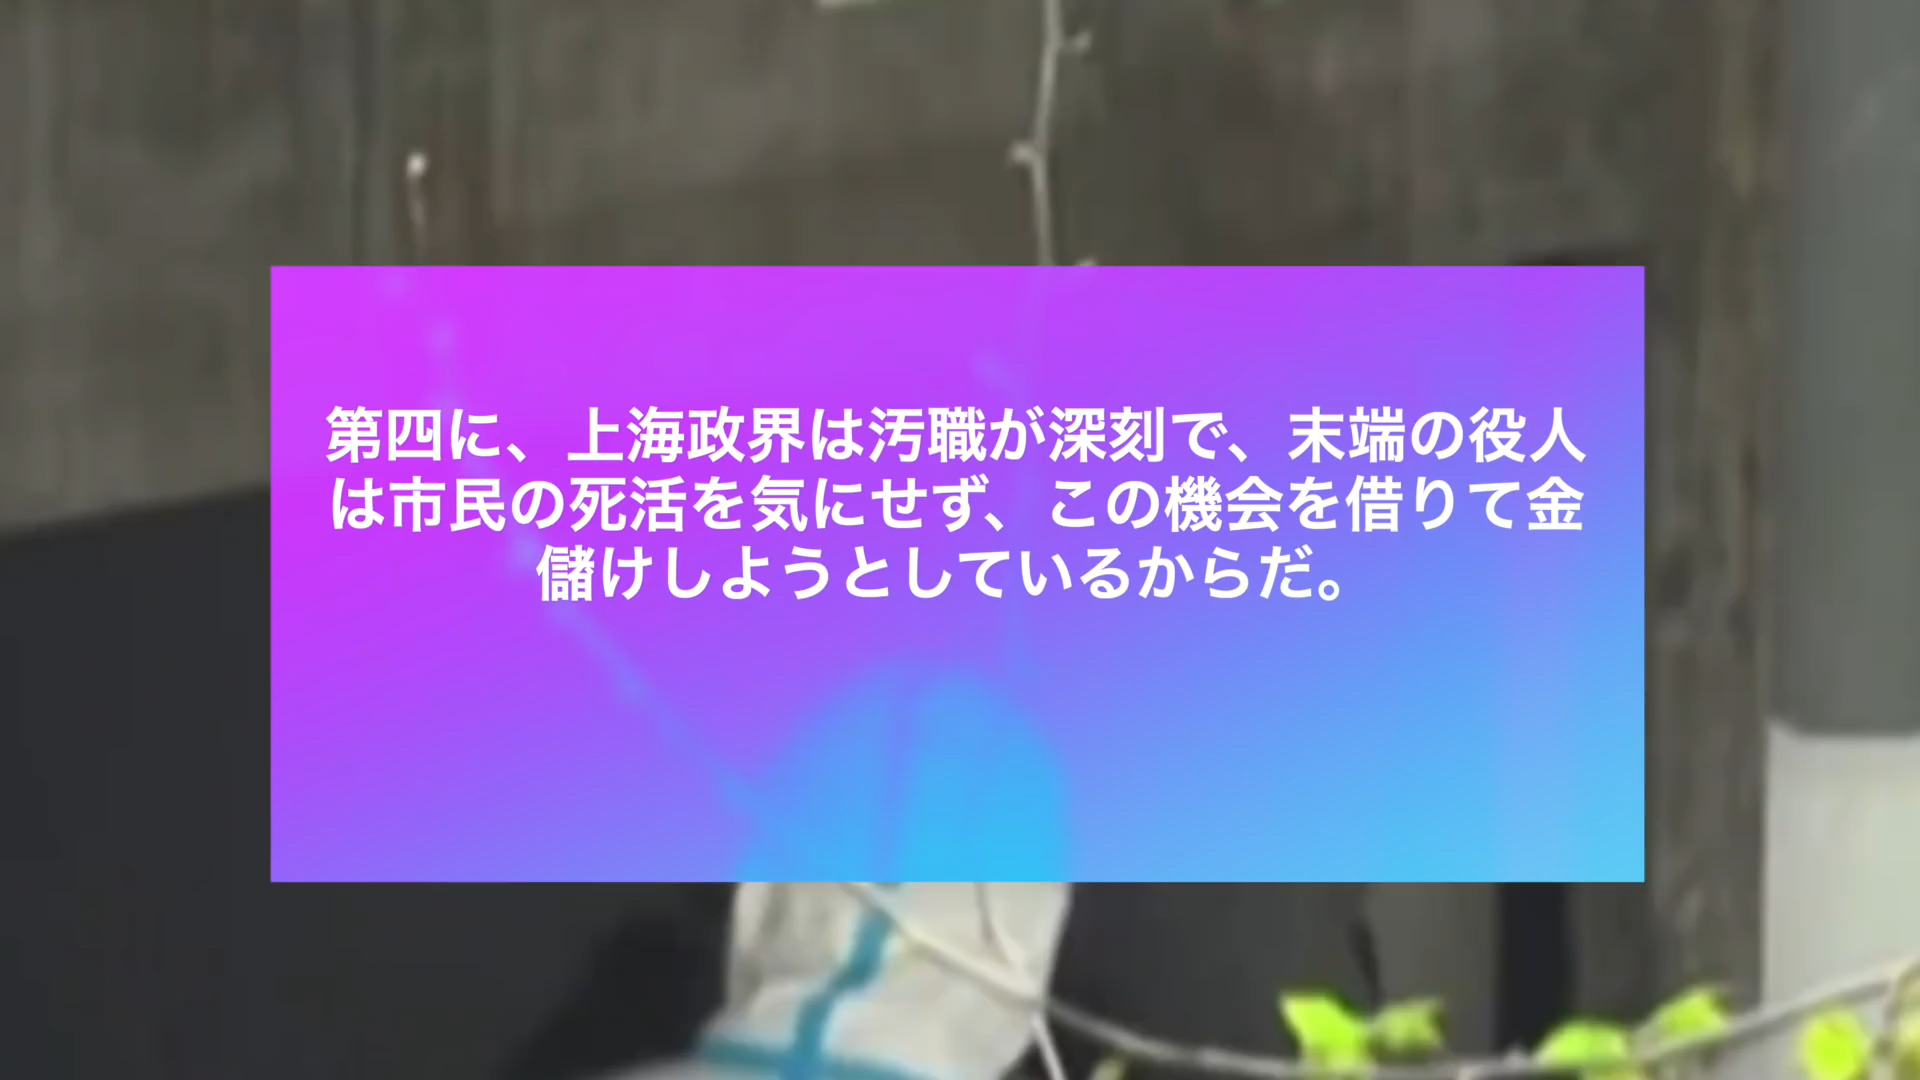 第四に、上海政界は汚職が深刻で、末端の役人
は市民の死活を気にせず、この機会を借りて金
儲けしようとしているからだ。